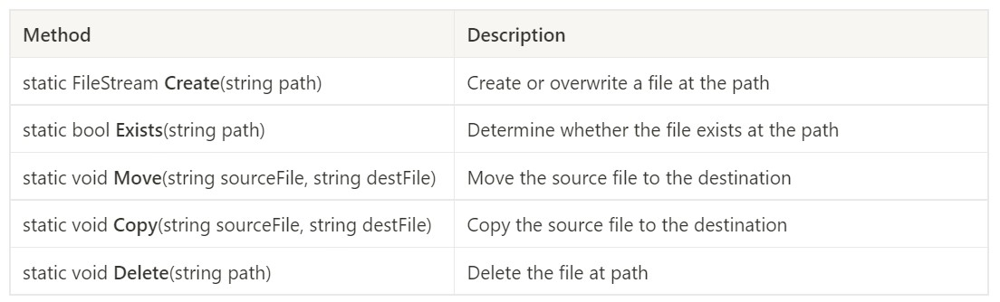 Method Description
static FileStream Create(string path) Create or overwrite a file at the path
static bool Exists(string path) Determine whether the file exists at the path
static void Move(string sourceFile, string destFile) Move the source file to the destination
static void Copy(string sourceFile, string destFile) Copy the source file to the destination
static void Delete(string path) Delete the file at path